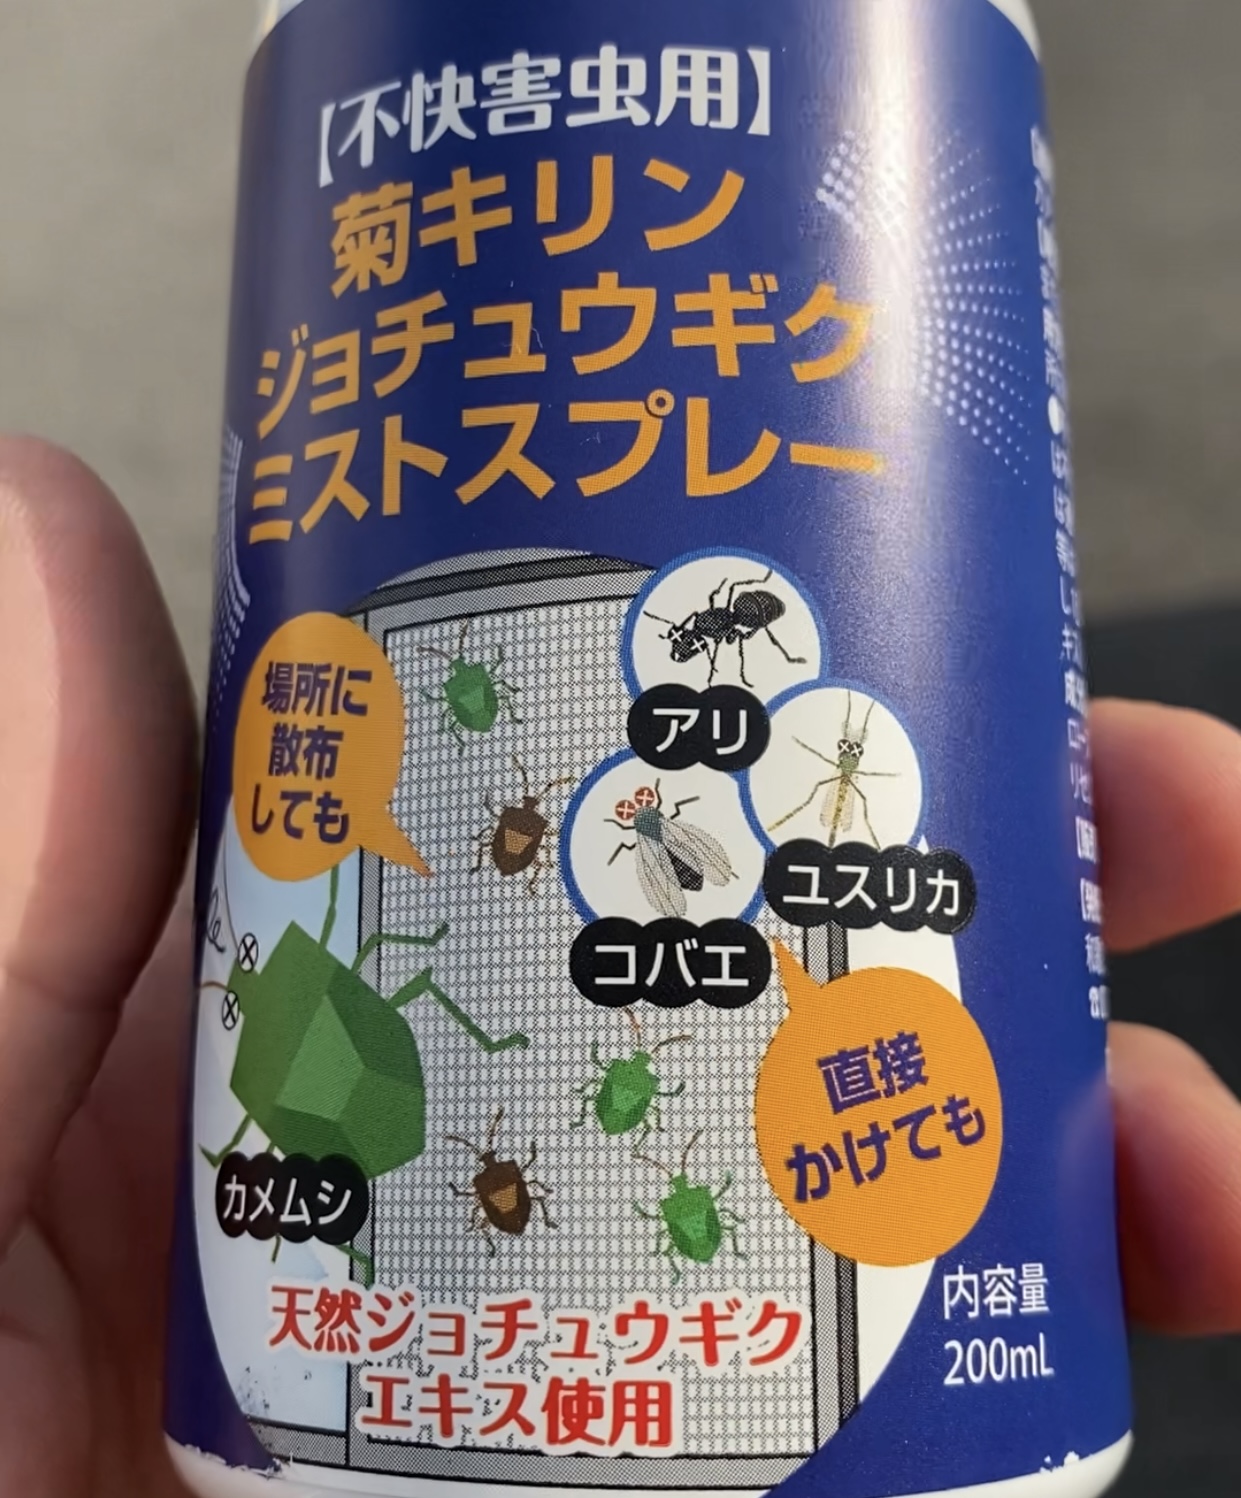 【不快害虫用】
菊キリン
ジョチュウギク
ミストスプレー
場所に
散布
しても
アリ
ユスリカ
コバエ
直接
かけても
カメムシ
天然ジョチュウギク
エキス使用
内容量
200mL